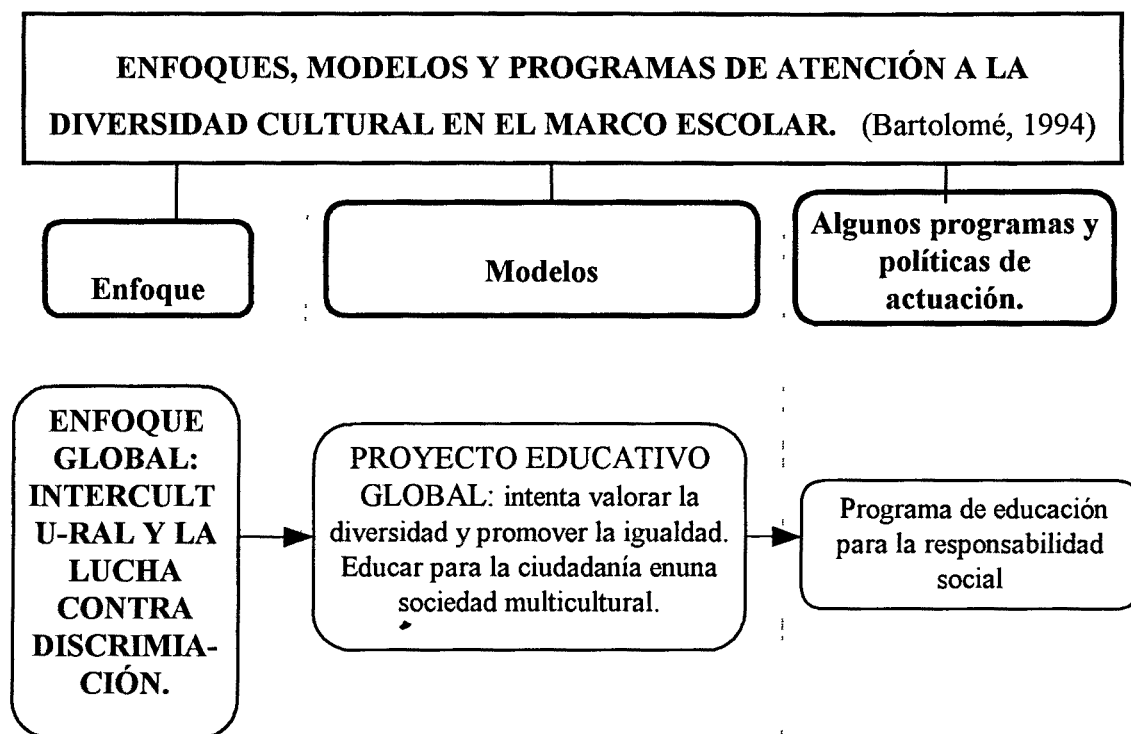 ENFOQUES, MODELOS Y PROGRAMAS DE ATENCIÓN A LA
DIVERSIDAD CULTURAL EN EL MARCO ESCOLAR. (Bartolomé, 1994)
Enfoque
Modelos
Algunos programas y
políticas de
actuación.
ENFOQUE
GLOBAL:
INTERCULT
U-RAL Y LA
LUCHA
CONTRA
DISCRIMIA-
CIÓN.
PROYECTO EDUCATIVO
GLOBAL: intenta valorar la
diversidad y promover la igualdad.
Educar para la ciudadanía enuna
sociedad multicultural.
Programa de educación
para la responsabilidad
social